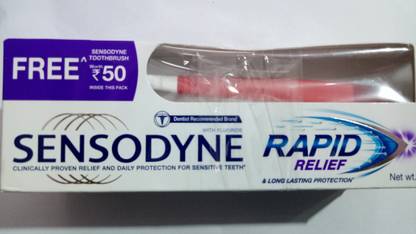 FREE^
SENSODYNE
TOOTHBRUSH
Worth
₹50
INSIDE THIS PACK
Dentist Recommended Brand
WITH FLUORIDE
SENSODYNE
CLINICALLY PROVEN RELIEF AND DAILY PROTECTION FOR SENSITIVE TEETH*
RAPID
RELIEF
& LONG LASTING PROTECTION*
Net wt.